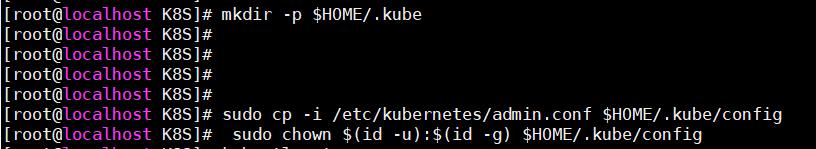 [root@localhost K8S]# mkdir -p $HOME/.kube
[root@localhost K8S]#
[root@localhost K8S]#
[root@localhost K8S]#
[root@localhost K8S]#
[root@localhost K8S]# sudo cp -i /etc/kubernetes/admin.conf $HOME/.kube/config
[root@localhost K8S]#  sudo chown $(id -u):$(id -g) $HOME/.kube/config